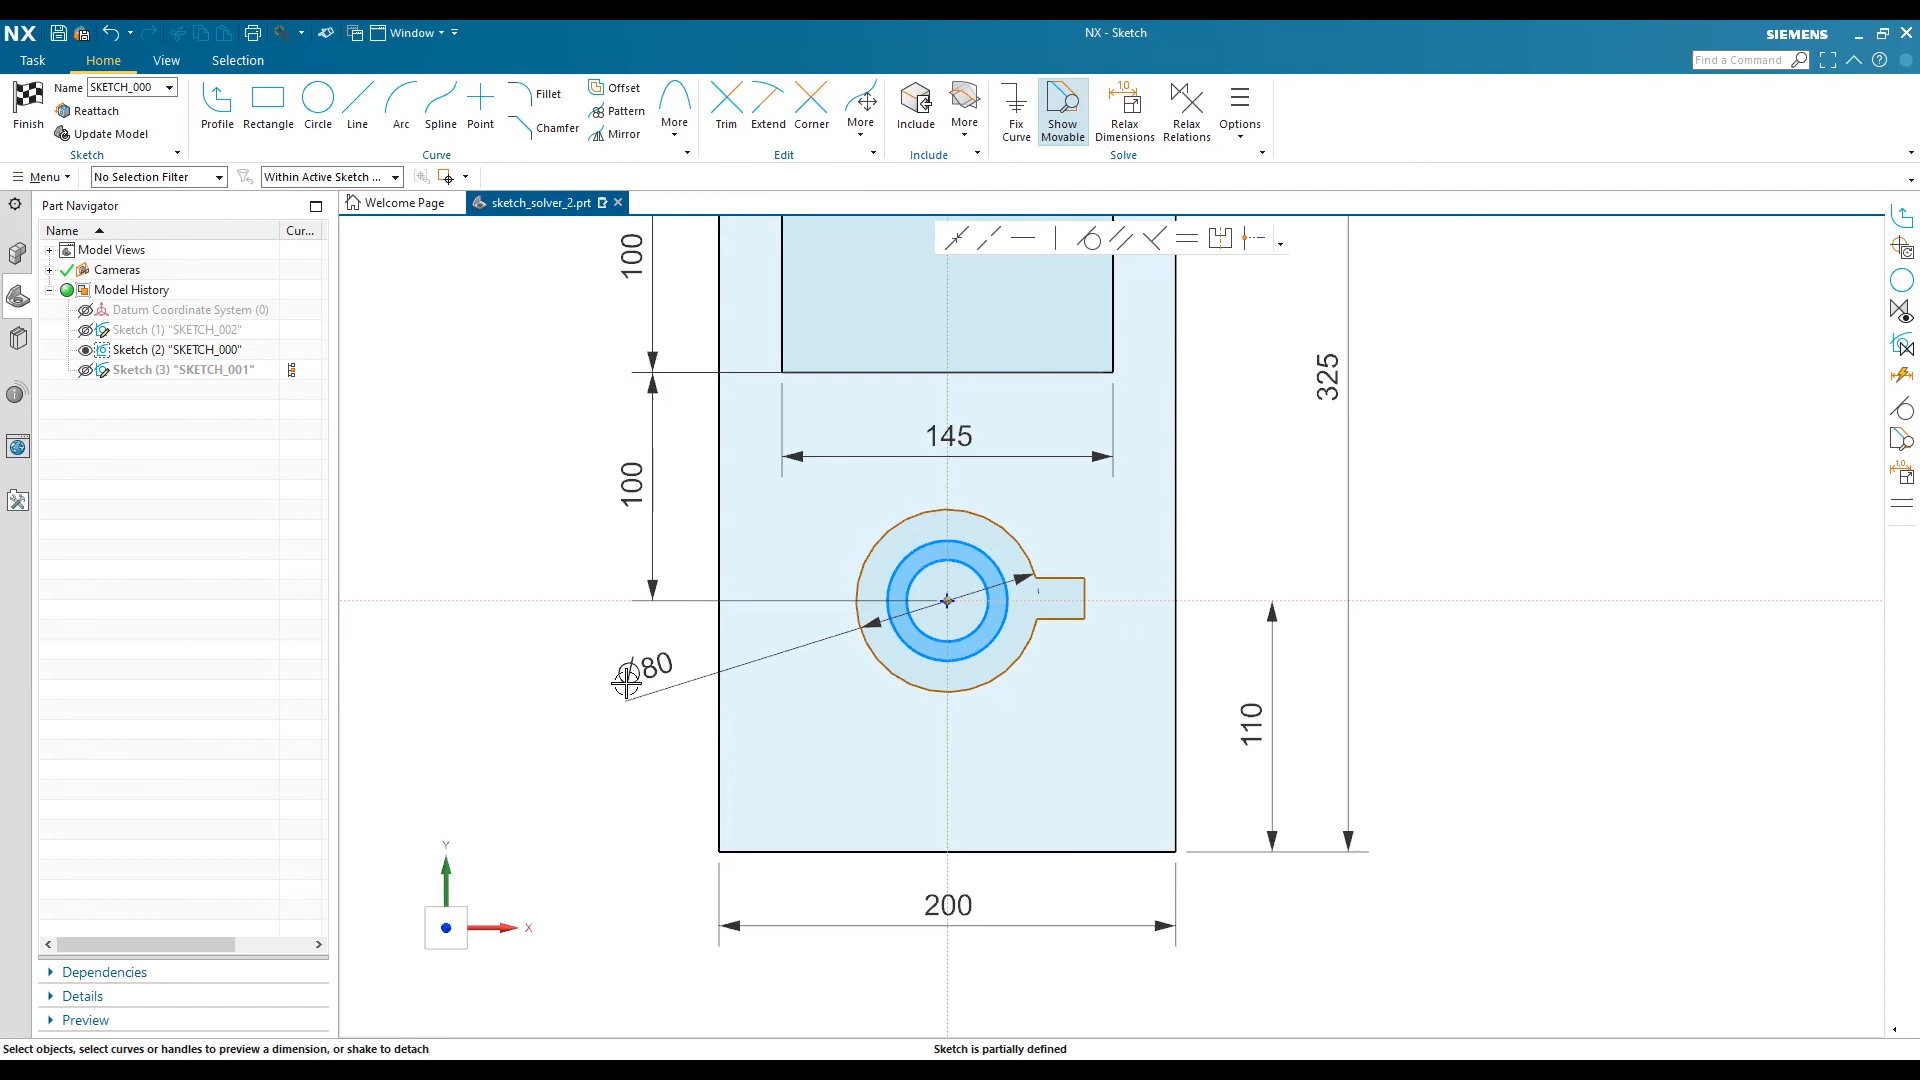 NX
Window
NX - Sketch
SIEMENS
Task
Home
View
Selection
Find a Command
Finish
Name
SKETCH_000
Reattach
Update Model
Sketch
Profile
Rectangle
Circle
Line
Arc
Spline
Point
Fillet
Chamfer
Offset
Pattern
Mirror
More
Curve
Trim
Extend
Corner
More
Edit
Include
More
Include
Fix Curve
Show Movable
Relax Dimensions
Relax Relations
Options
Solve
Menu
No Selection Filter
Within Active Sketch ...
Part Navigator
Welcome Page
sketch_solver_2.prt
Name
Cur...
Model Views
Cameras
Model History
Datum Coordinate System (0)
Sketch (1) "SKETCH_002"
Sketch (2) "SKETCH_000"
Sketch (3) "SKETCH_001"
Dependencies
Details
Preview
100
325
145
100
⌀80
110
200
Y
X
1,0
Select objects, select curves or handles to preview a dimension, or shake to detach
Sketch is partially defined